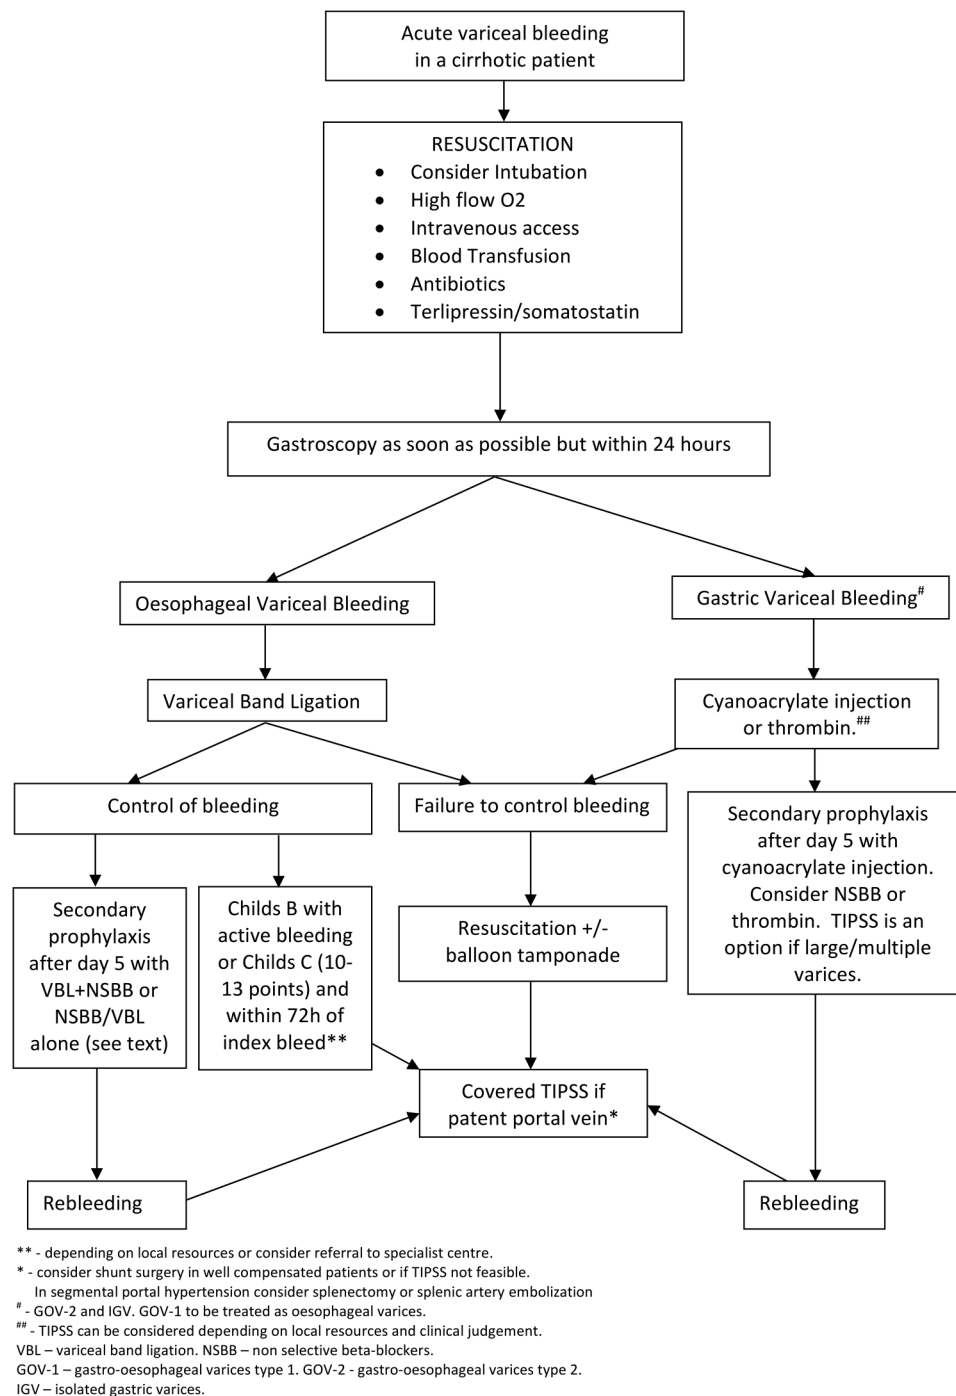 Acute variceal bleeding
in a cirrhotic patient
RESUSCITATION
• Consider Intubation
• High flow O2
• Intravenous access
• Blood Transfusion
• Antibiotics
• Terlipressin/somatostatin
Gastroscopy as soon as possible but within 24 hours
Oesophageal Variceal Bleeding
Gastric Variceal Bleeding#
Variceal Band Ligation
Cyanoacrylate injection
or thrombin.##
Control of bleeding
Failure to control bleeding
Secondary prophylaxis
after day 5 with
cyanoacrylate injection.
Consider NSBB or
thrombin. TIPSS is an
option if large/multiple
varices.
Secondary
prophylaxis
after day 5 with
VBL+NSBB or
NSBB/VBL
alone (see text)
Childs B with
active bleeding
or Childs C (10-
13 points) and
within 72h of
index bleed**
Resuscitation +/-
balloon tamponade
Covered TIPSS if
patent portal vein*
Rebleeding
Rebleeding
** - depending on local resources or consider referral to specialist centre.
* - consider shunt surgery in well compensated patients or if TIPSS not feasible.
In segmental portal hypertension consider splenectomy or splenic artery embolization
# - GOV-2 and IGV. GOV-1 to be treated as oesophageal varices.
## - TIPSS can be considered depending on local resources and clinical judgement.
VBL – variceal band ligation. NSBB – non selective beta-blockers.
GOV-1 – gastro-oesophageal varices type 1. GOV-2 - gastro-oesophageal varices type 2.
IGV – isolated gastric varices.